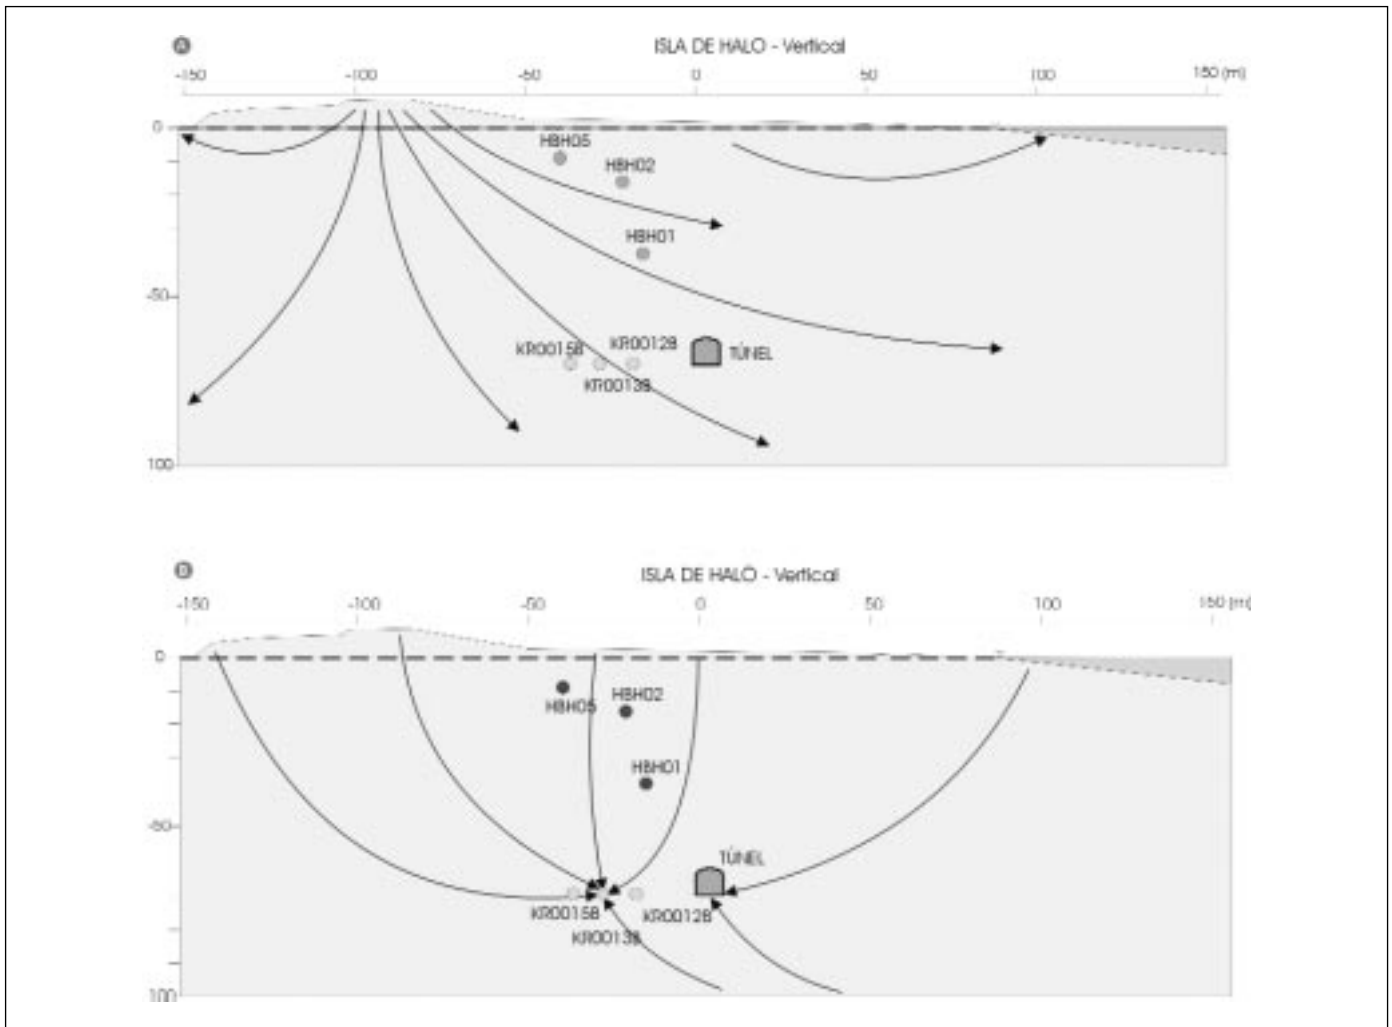 A
ISLA DE HALO - Vertical
-150 -100 -50 0 50 100 150 (m)
0
HBH05
HBH02
HBH01
-50
KR0015B KR0012B
TÚNEL
KR0013B
100
B
ISLA DE HALO - Vertical
-150 -100 -50 0 50 100 150 (m)
0
HBH05
HBH02
HBH01
-50
TÚNEL
KR0015B KR0012B
KR0013B
100